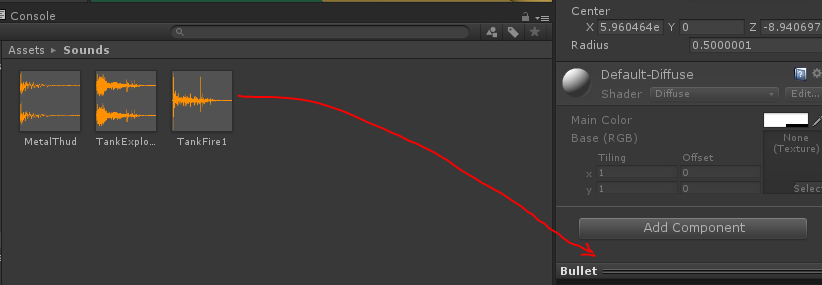 Console
Assets ▸ Sounds
MetalThud
TankExplo...
TankFire1
Center
X 5.960464e Y 0 Z -8.940697
Radius 0.5000001
Default-Diffuse
Shader Diffuse Edit...
Main Color
Base (RGB)
None
(Texture)
Tiling Offset
x 1 0
y 1 0
Selec
Add Component
Bullet